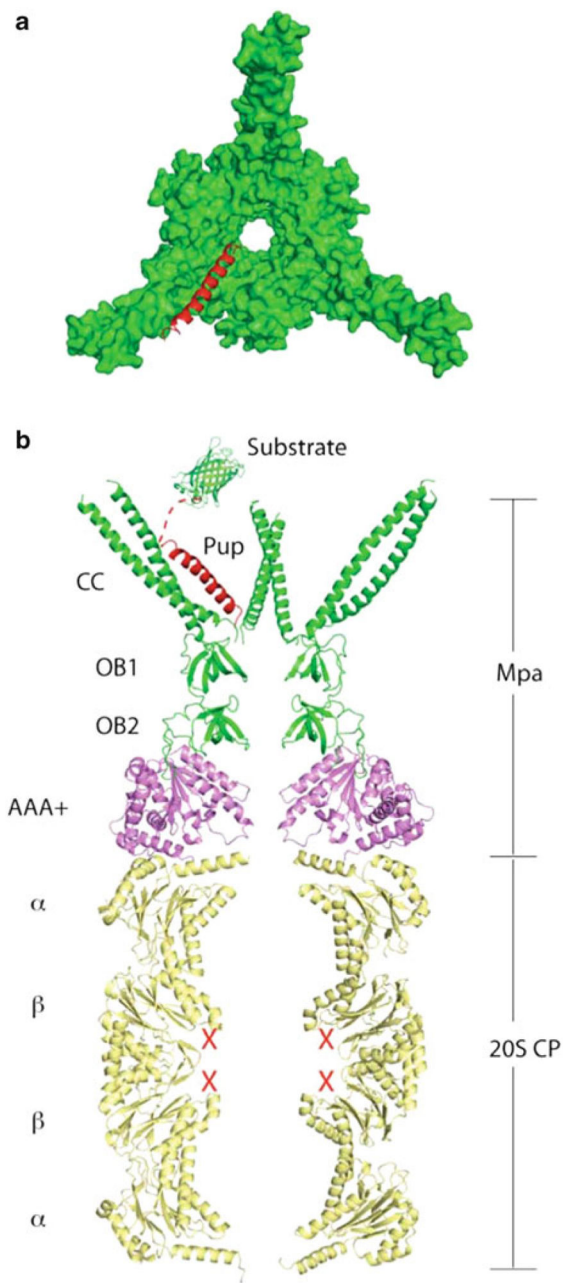 a
b
Substrate
Pup
CC
OB1
Mpa
OB2
AAA+
α
β
X X
20S CP
X X
β
α